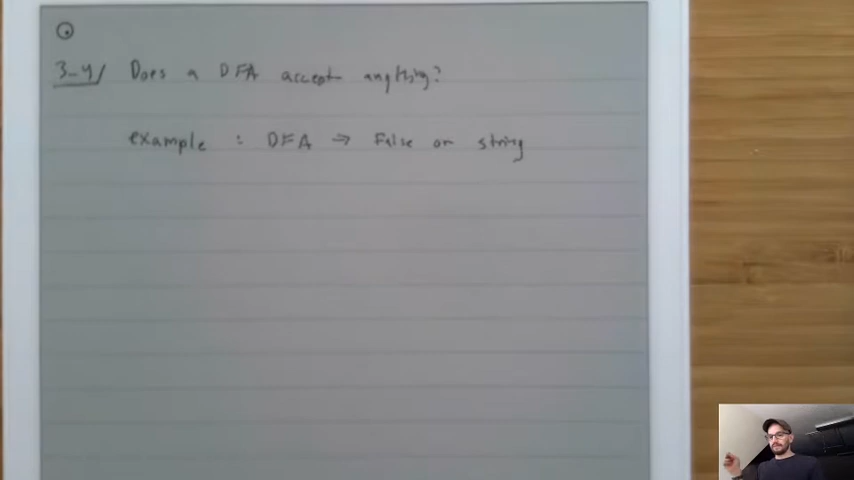 3-4/ Does a DFA accept anything?
example : DFA → False or string